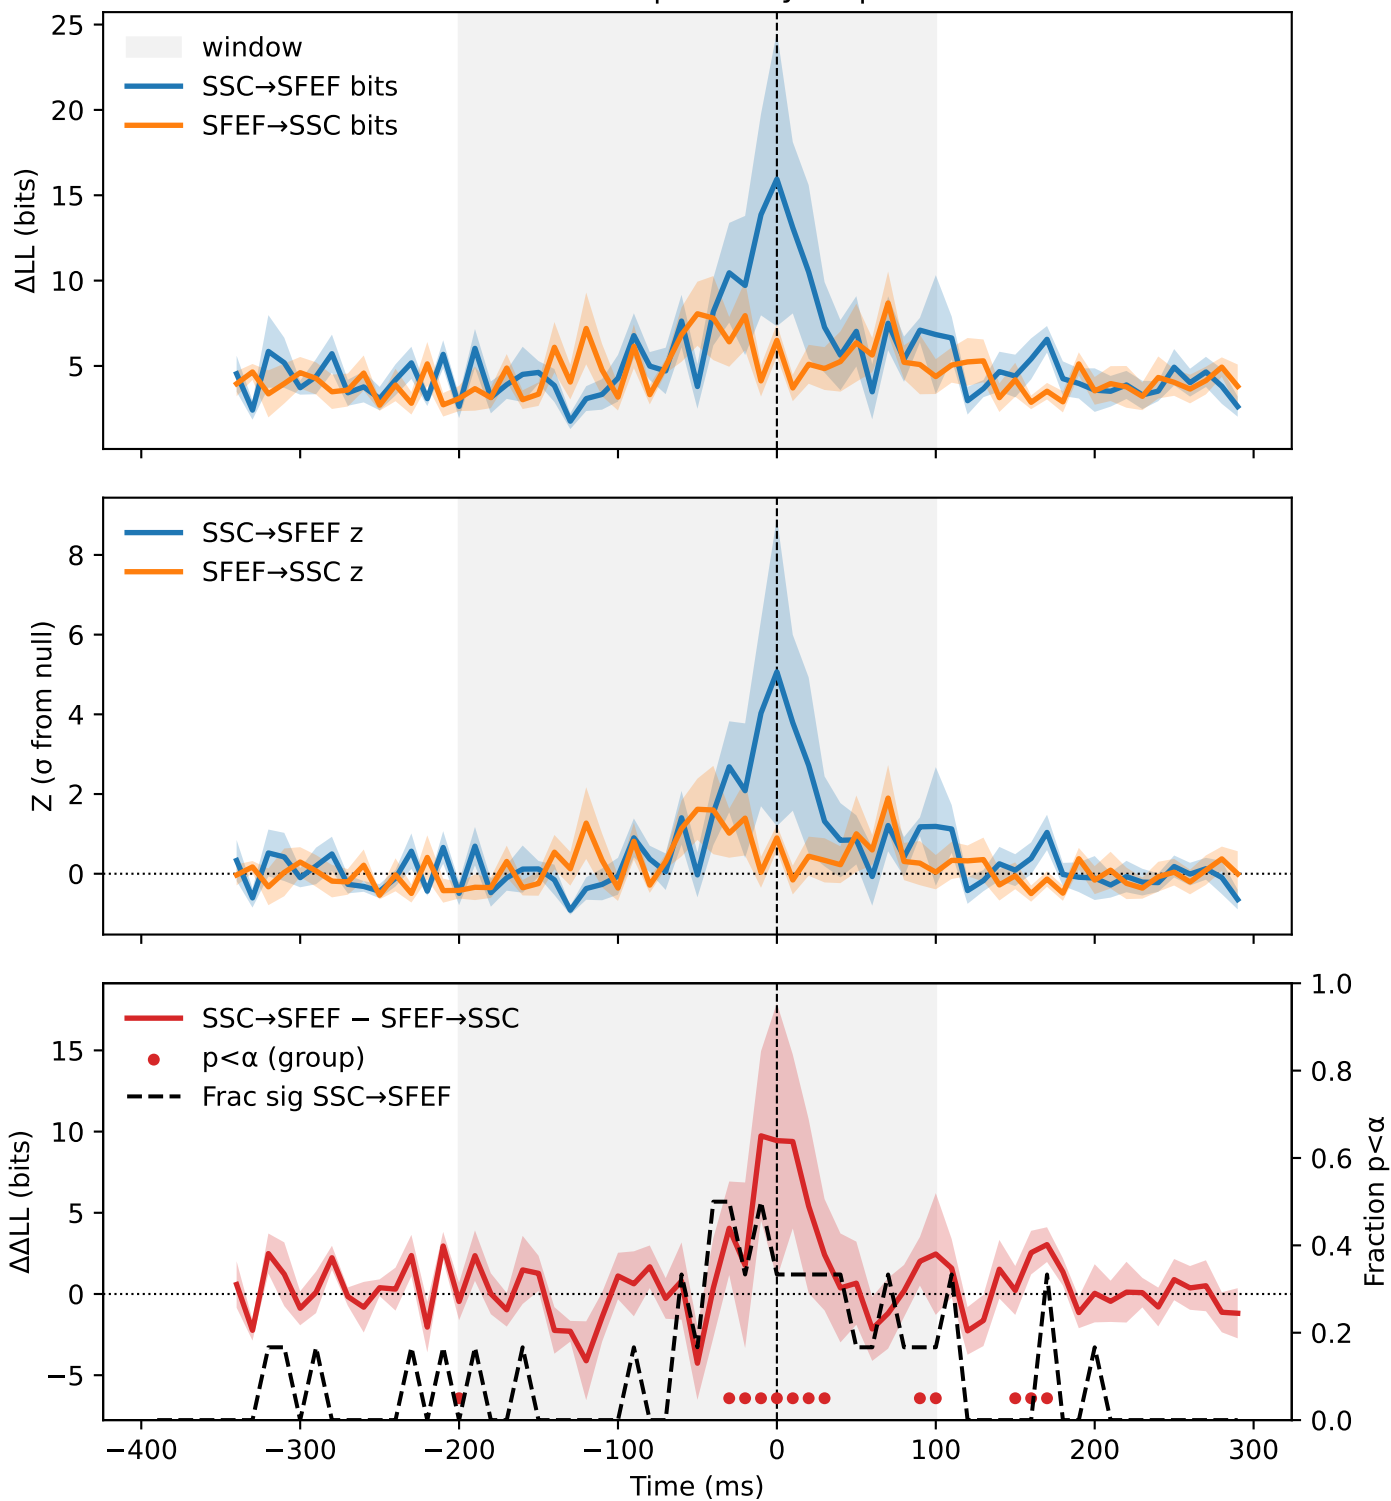 25
20
15
10
5
ΔLL (bits)
window
SSC→SFEF bits
SFEF→SSC bits
8
6
4
2
0
Z (σ from null)
SSC→SFEF z
SFEF→SSC z
15
10
5
0
−5
ΔΔLL (bits)
SSC→SFEF − SFEF→SSC
p<α (group)
Frac sig SSC→SFEF
1.0
0.8
0.6
0.4
0.2
0.0
Fraction p<α
−400 −300 −200 −100 0 100 200 300
Time (ms)